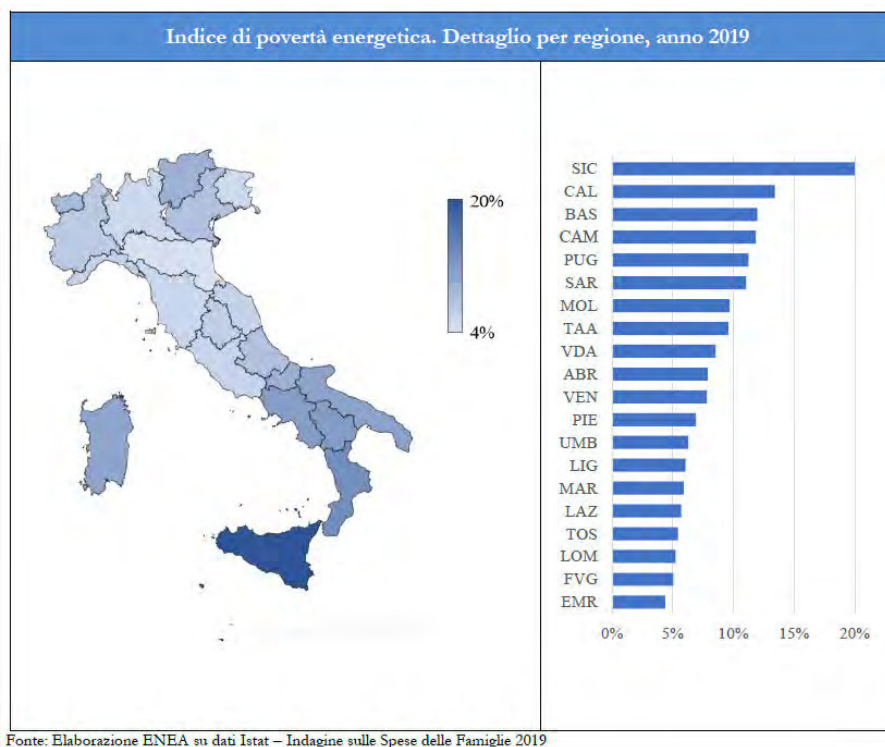 Indice di povertà energetica. Dettaglio per regione, anno 2019
20%
4%
SIC
CAL
BAS
CAM
PUG
SAR
MOL
TAA
VDA
ABR
VEN
PIE
UMB
LIG
MAR
LAZ
TOS
LOM
FVG
EMR
0% 5% 10% 15% 20%
Fonte: Elaborazione ENEA su dati Istat – Indagine sulle Spese delle Famiglie 2019